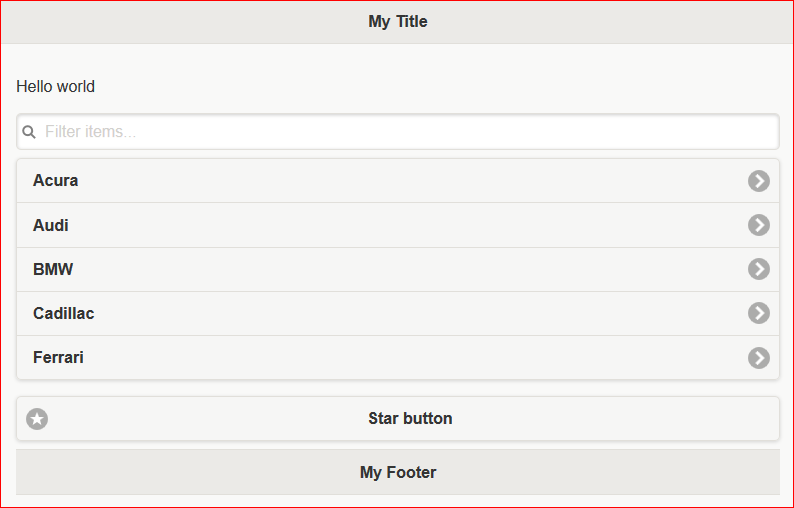 My Title
Hello world
Filter items...
Acura
Audi
BMW
Cadillac
Ferrari
Star button
My Footer